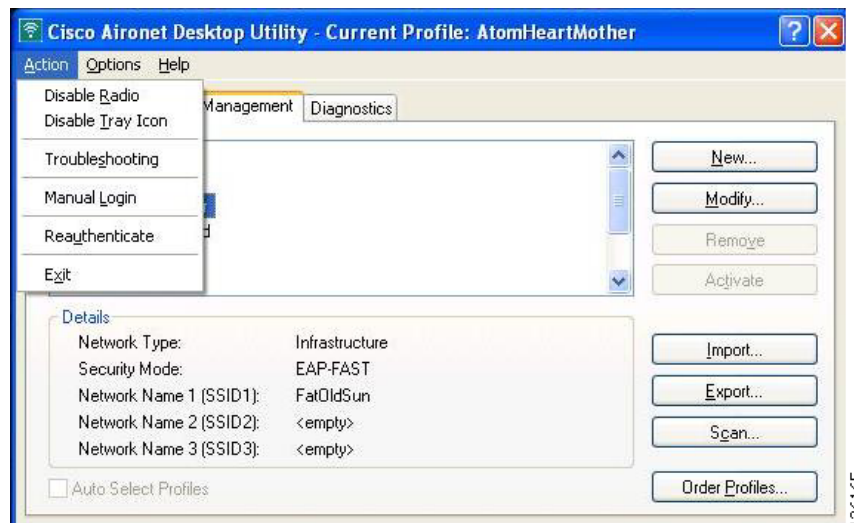 Cisco Aironet Desktop Utility - Current Profile: AtomHeartMother
Action Options Help
Disable Radio
Disable Tray Icon
Troubleshooting
Manual Login
Reauthenticate
Exit
Management Diagnostics
New...
Modify...
Remove
Activate
Details
Network Type: Infrastructure
Security Mode: EAP-FAST
Network Name 1 (SSID1): FatOldSun
Network Name 2 (SSID2): <empty>
Network Name 3 (SSID3): <empty>
Import...
Export...
Scan...
Auto Select Profiles
Order Profiles...